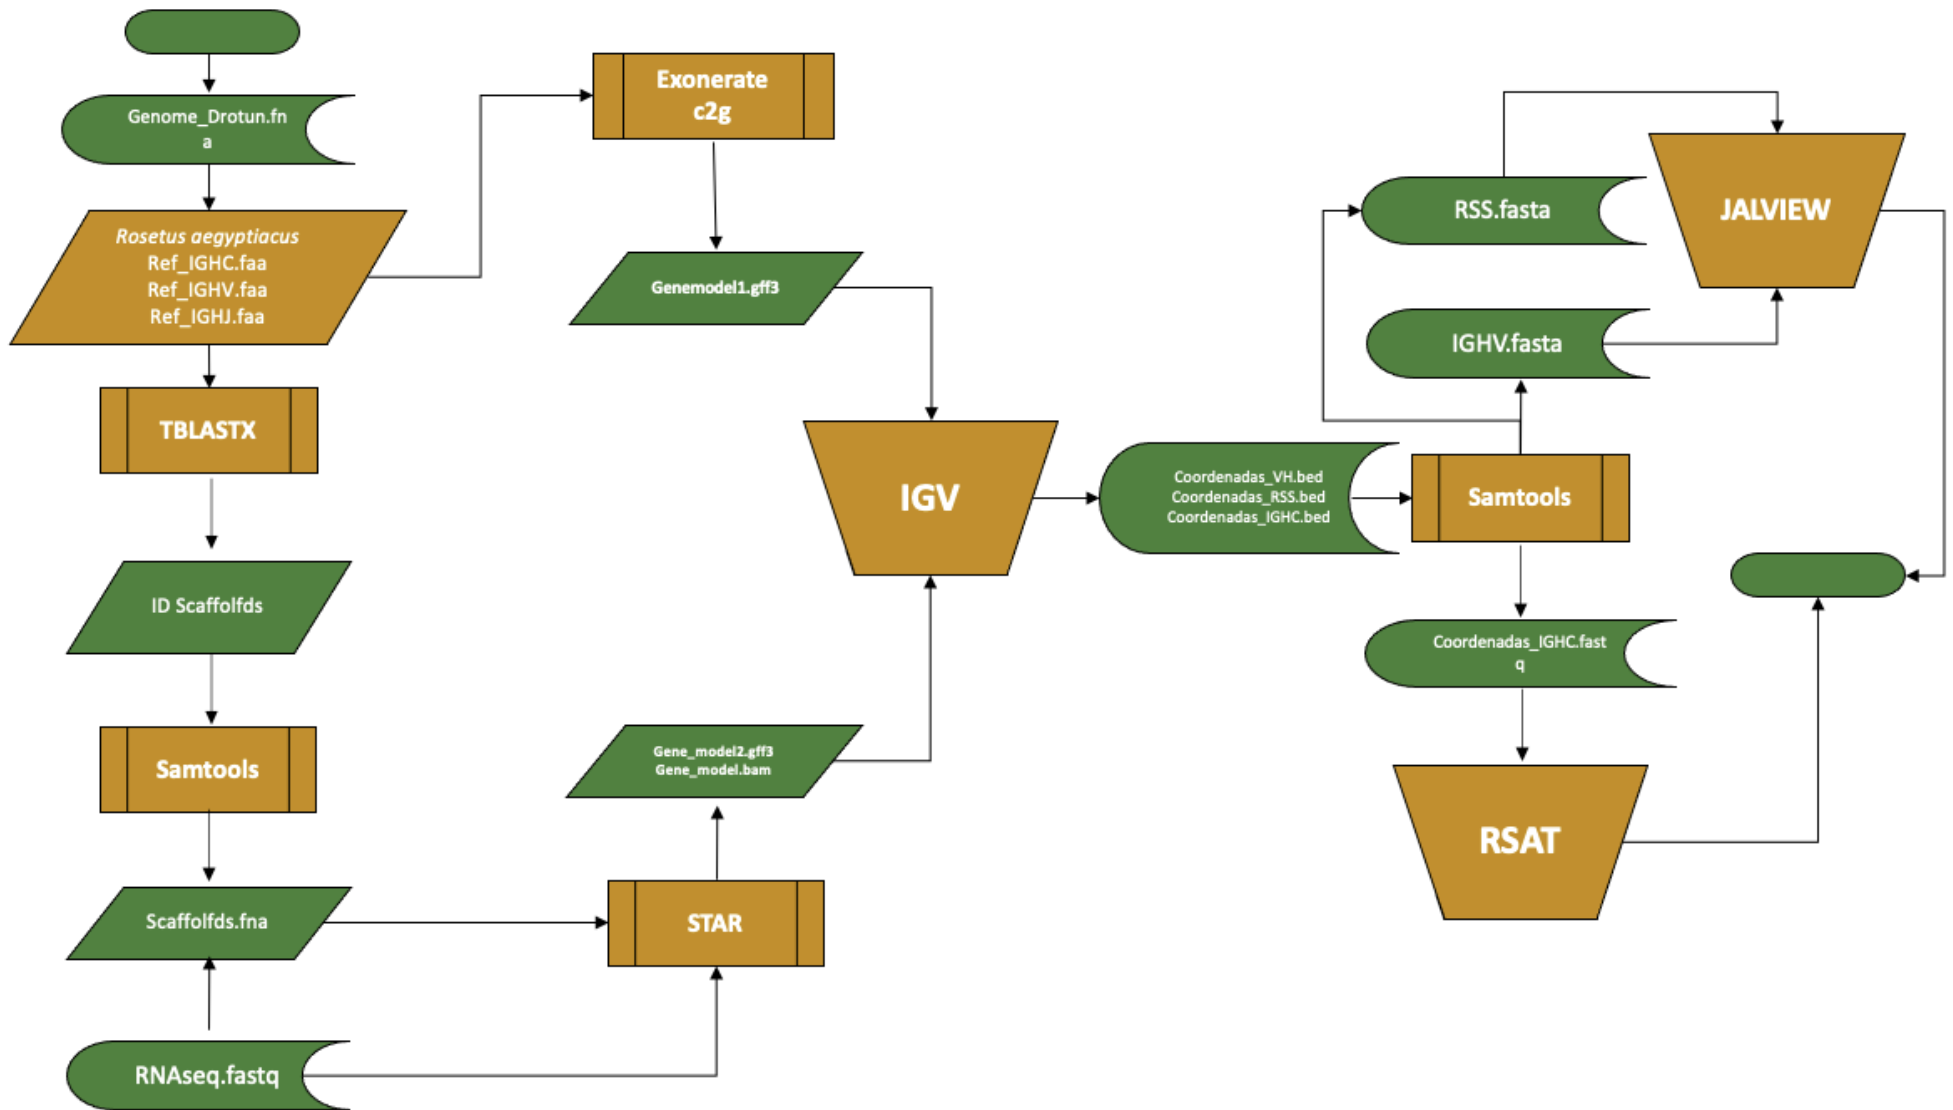 Genome_Drotun.fn
a
Rosetus aegyptiacus
Ref_IGHC.faa
Ref_IGHV.faa
Ref_IGHJ.faa
TBLASTX
ID Scaffolfds
Samtools
Scaffolfds.fna
RNAseq.fastq
Exonerate
c2g
Genemodel1.gff3
Gene_model2.gff3
Gene_model.bam
STAR
IGV
Coordenadas_VH.bed
Coordenadas_RSS.bed
Coordenadas_IGHC.bed
Samtools
RSS.fasta
IGHV.fasta
JALVIEW
Coordenadas_IGHC.fast
q
RSAT